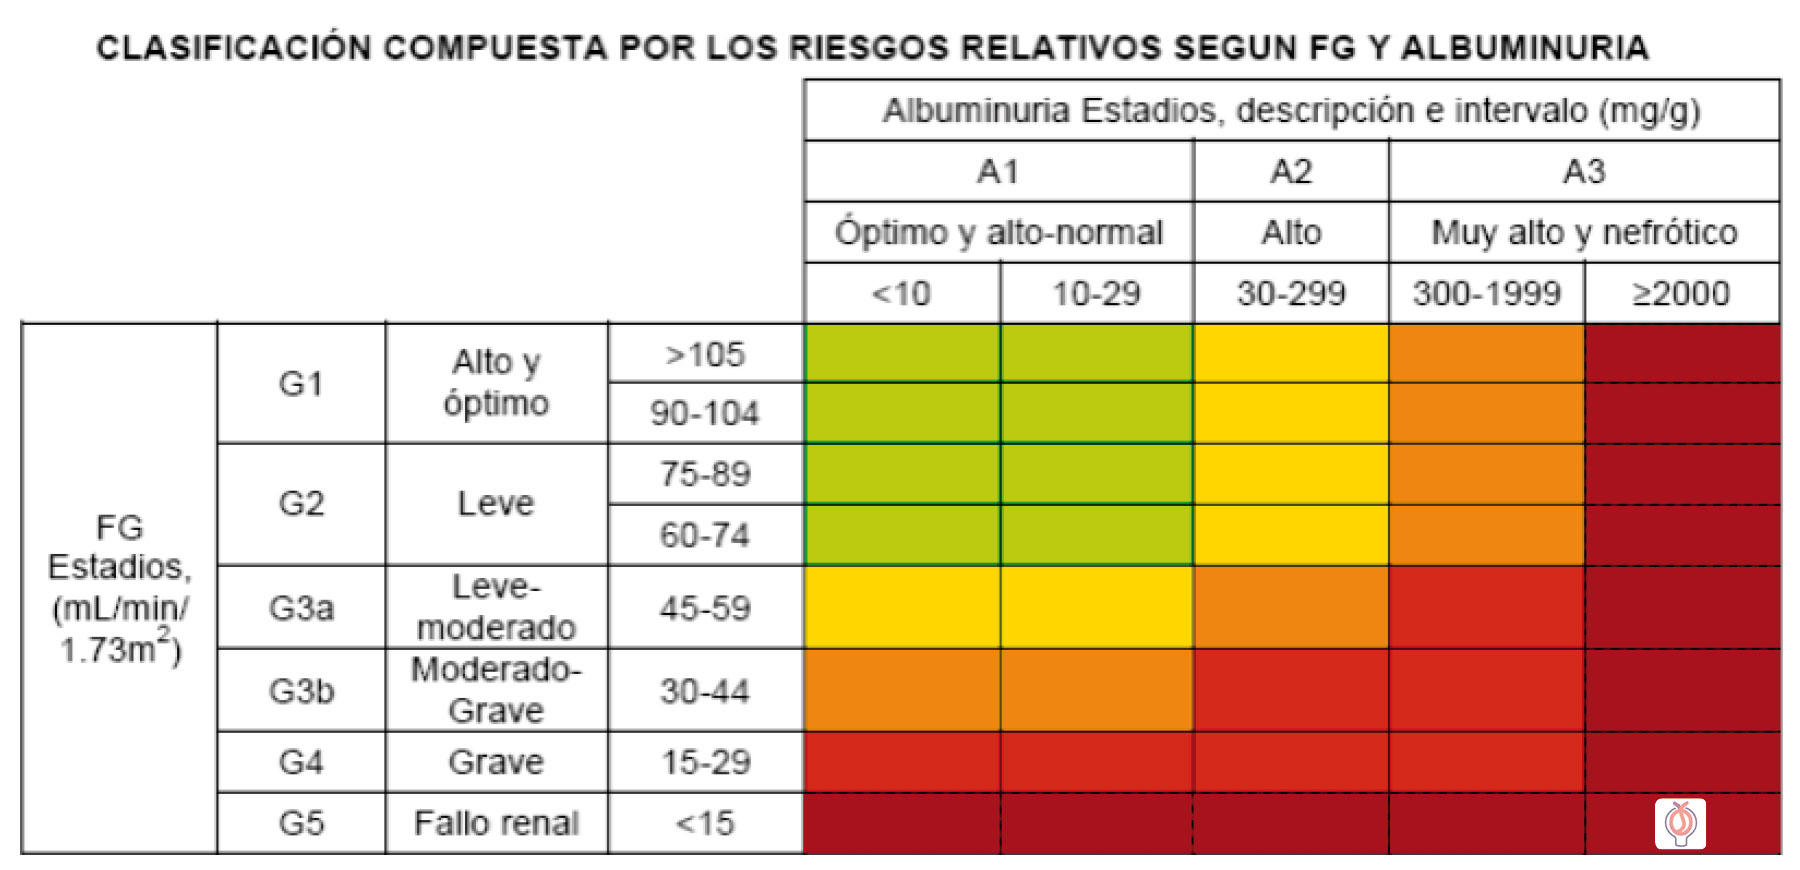 CLASIFICACIÓN COMPUESTA POR LOS RIESGOS RELATIVOS SEGUN FG Y ALBUMINURIA
Albuminuria Estadios, descripción e intervalo (mg/g)
A1 A2 A3
Óptimo y alto-normal Alto Muy alto y nefrótico
<10 10-29 30-299 300-1999 ≥2000
FG
Estadios,
(mL/min/
1.73m²)
G1
Alto y
óptimo
>105
90-104
G2
Leve
75-89
60-74
G3a
Leve-
moderado
45-59
G3b
Moderado-
Grave
30-44
G4 Grave 15-29
G5 Fallo renal <15